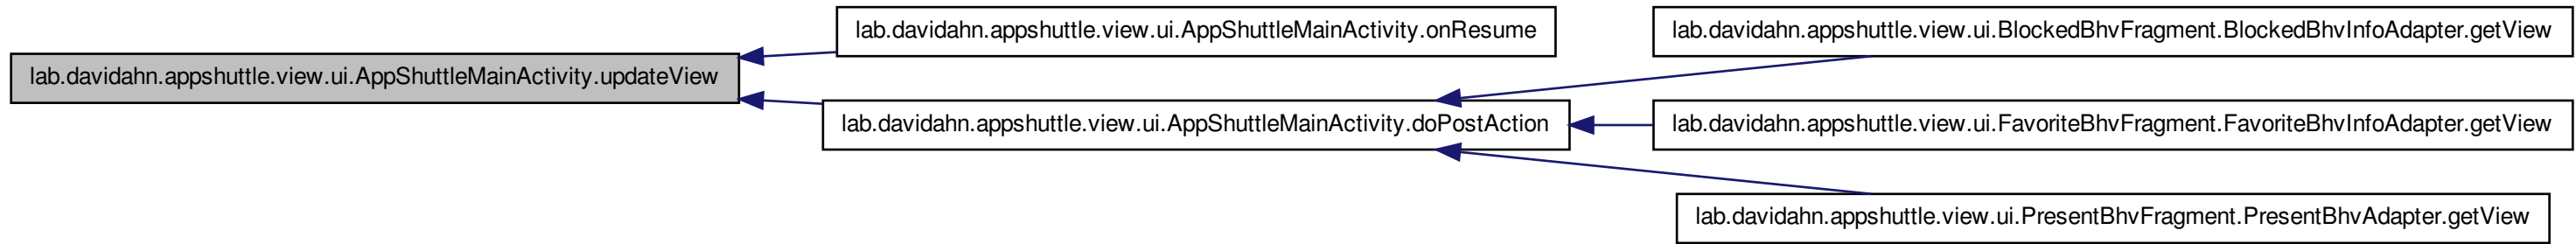 lab.davidahn.appshuttle.view.ui.AppShuttleMainActivity.updateView
lab.davidahn.appshuttle.view.ui.AppShuttleMainActivity.onResume
lab.davidahn.appshuttle.view.ui.AppShuttleMainActivity.doPostAction
lab.davidahn.appshuttle.view.ui.BlockedBhvFragment.BlockedBhvInfoAdapter.getView
lab.davidahn.appshuttle.view.ui.FavoriteBhvFragment.FavoriteBhvInfoAdapter.getView
lab.davidahn.appshuttle.view.ui.PresentBhvFragment.PresentBhvAdapter.getView